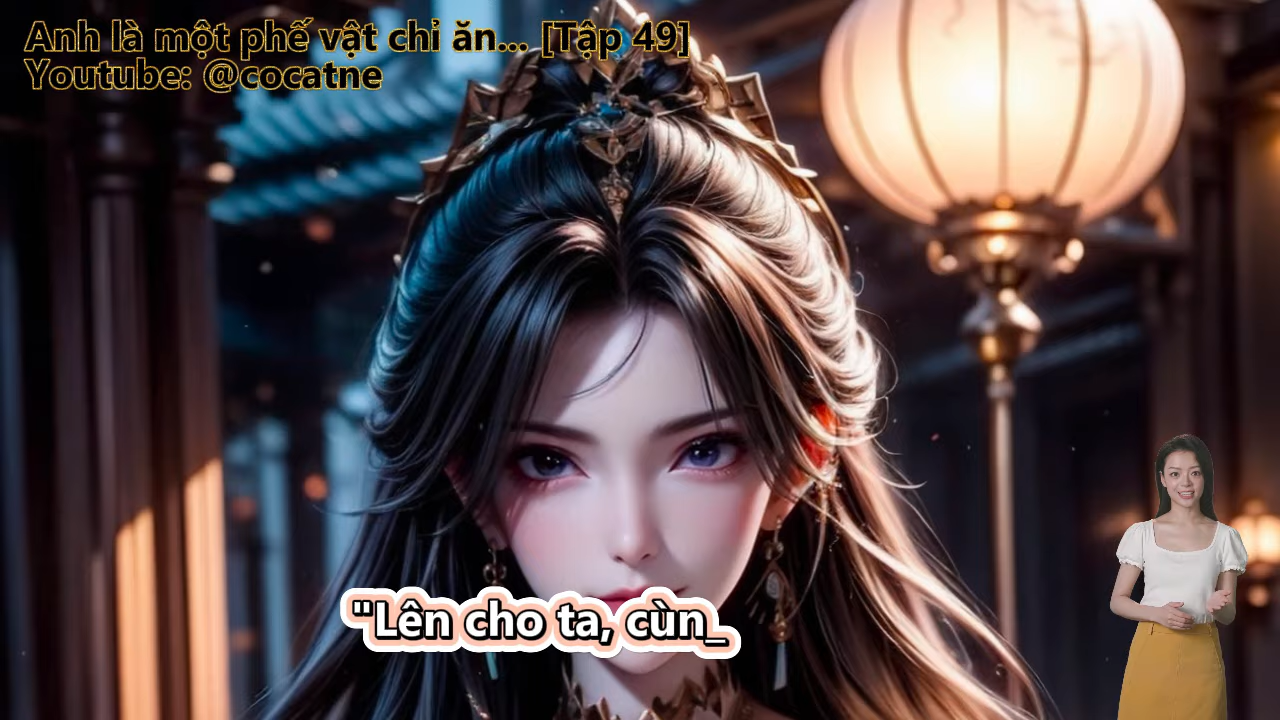 Anh là một phế vật chỉ ăn... [Tập 49]
Youtube: @cocatne
"Lên cho ta, cùn_